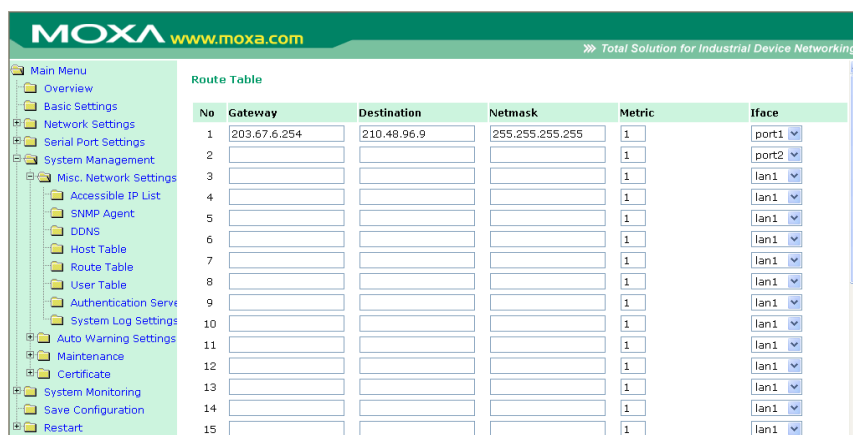 MOXA www.moxa.com
Total Solution for Industrial Device Networking
Main Menu
Overview
Basic Settings
Network Settings
Serial Port Settings
System Management
Misc. Network Settings
Accessible IP List
SNMP Agent
DDNS
Host Table
Route Table
User Table
Authentication Serve
System Log Settings
Auto Warning Settings
Maintenance
Certificate
System Monitoring
Save Configuration
Restart
Route Table
No Gateway Destination Netmask Metric Iface
1 203.67.6.254 210.48.96.9 255.255.255.255 1 port1
2 1 port2
3 1 lan1
4 1 lan1
5 1 lan1
6 1 lan1
7 1 lan1
8 1 lan1
9 1 lan1
10 1 lan1
11 1 lan1
12 1 lan1
13 1 lan1
14 1 lan1
15 1 lan1